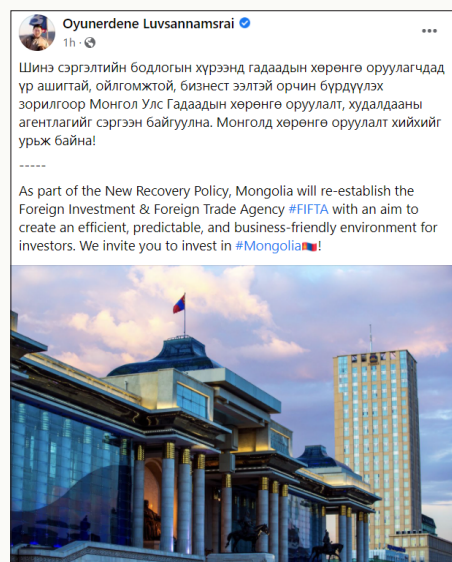 Oyunerdene Luvsannamsrai
1h ·
Шинэ сэргэлтийн бодлогын хүрээнд гадаадын хөрөнгө оруулагчдад
үр ашигтай, ойлгомжтой, бизнест ээлтэй орчин бүрдүүлэх
зорилгоор Монгол Улс Гадаадын хөрөнгө оруулалт, худалдааны
агентлагийг сэргээн байгуулна. Монголд хөрөнгө оруулалт хийхийг
урьж байна!
-----
As part of the New Recovery Policy, Mongolia will re-establish the
Foreign Investment & Foreign Trade Agency #FIFTA with an aim to
create an efficient, predictable, and business-friendly environment for
investors. We invite you to invest in #Mongolia🇲🇳!